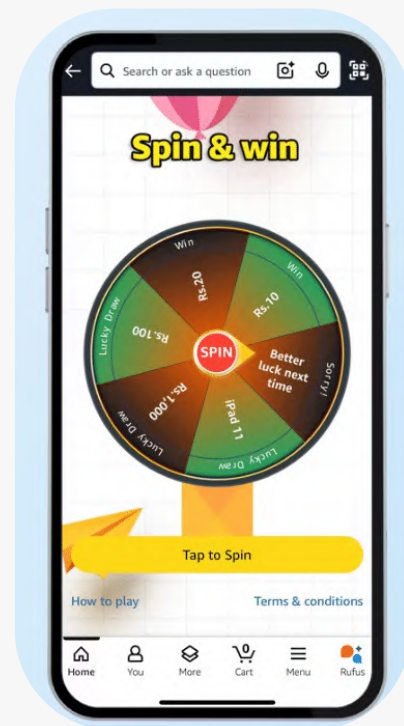 Search or ask a question
Spin & win
Win
Rs.20
Win
Rs.10
Lucky Draw
Rs.100
SPIN
Better
luck next
time
Sorry!
Rs.1,000
Lucky Draw
iPad 11
Lucky Draw
Tap to Spin
How to play
Terms & conditions
0
Home
You
More
Cart
Menu
Rufus